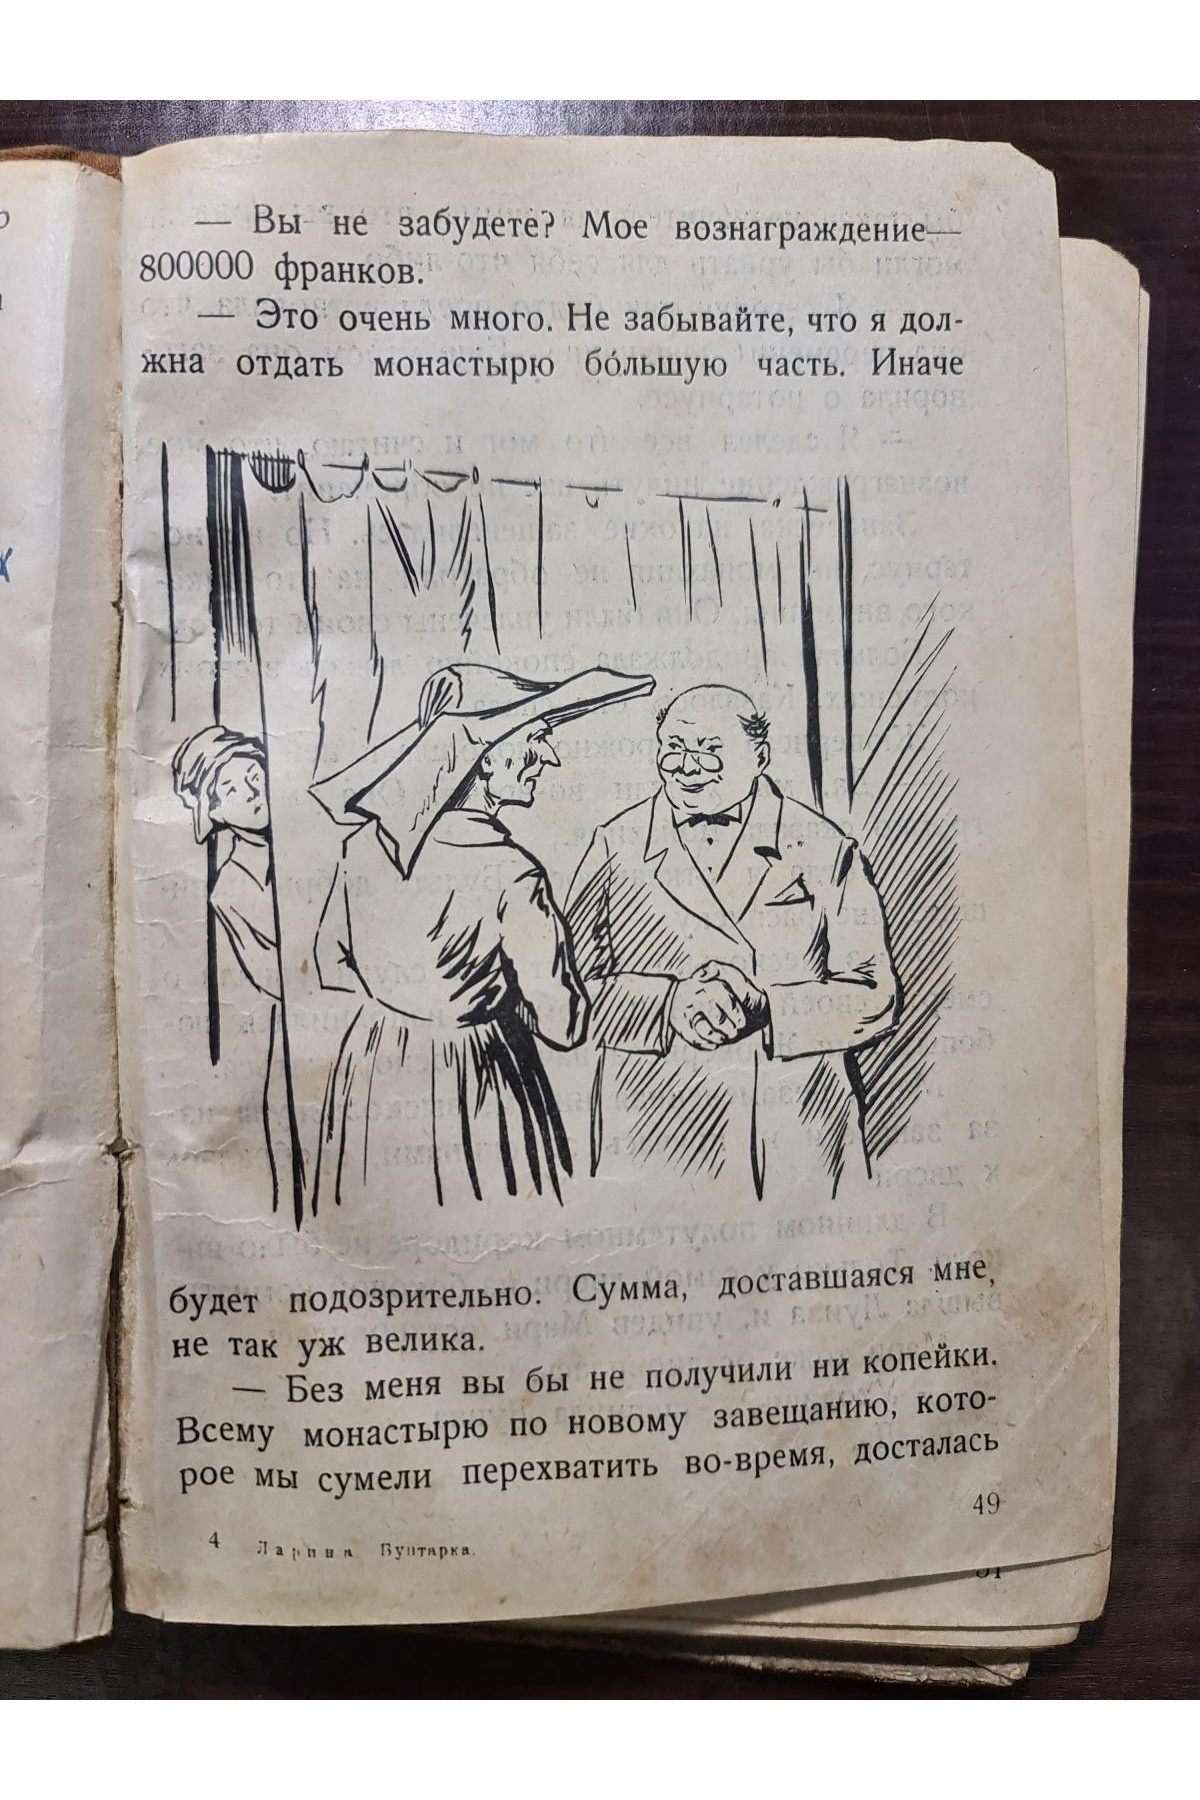 — Вы не забудете? Мое вознаграждение—
800000 франков.
— Это очень много. Не забывайте, что я дол-
жна отдать монастырю бо́льшую часть. Иначе
будет подозрительно. Сумма, доставшаяся мне,
не так уж велика.
— Без меня вы бы не получили ни копейки.
Всему монастырю по новому завещанию, кото-
рое мы сумели перехватить во-время, досталась
49
4 Ларина Бунтарка.
51